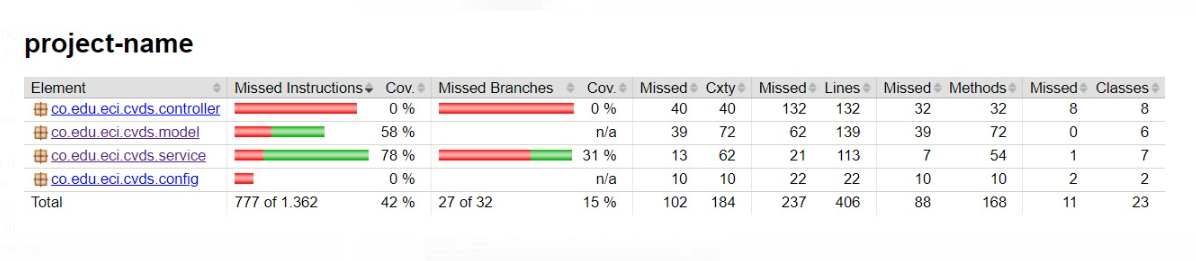 project-name
Element Missed Instructions Cov. Missed Branches Cov. Missed Cxty Missed Lines Missed Methods Missed Classes
co.edu.eci.cvds.controller 0 % 0 % 40 40 132 132 32 32 8 8
co.edu.eci.cvds.model 58 % n/a 39 72 62 139 39 72 0 6
co.edu.eci.cvds.service 78 % 31 % 13 62 21 113 7 54 1 7
co.edu.eci.cvds.config 0 % n/a 10 10 22 22 10 10 2 2
Total 777 of 1.362 42 % 27 of 32 15 % 102 184 237 406 88 168 11 23